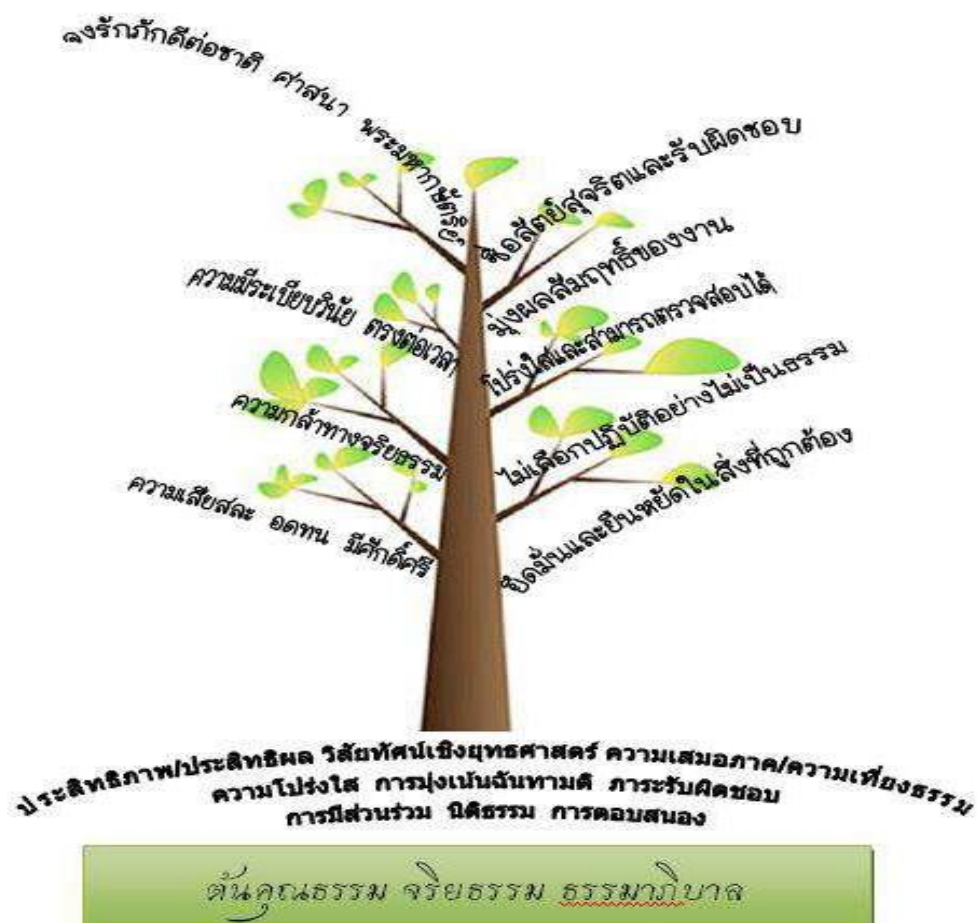 จงรักภักดีต่อชาติ ศาสนา พระมหากษัตริย์
ความมีระเบียบวินัย ตรงต่อเวลา
ความกล้าทางจริยธรรม
ความเสียสละ อดทน มีศักดิ์ศรี
ซื่อสัตย์สุจริตและรับผิดชอบ
มุ่งผลสัมฤทธิ์ของงาน
โปร่งใสและสามารถตรวจสอบได้
ไม่เลือกปฏิบัติอย่างไม่เป็นธรรม
ยึดมั่นและยืนหยัดในสิ่งที่ถูกต้อง
ประสิทธิภาพ/ประสิทธิผล วิสัยทัศน์เชิงยุทธศาสตร์ ความเสมอภาค/ความเที่ยงธรรม
ความโปร่งใส การมุ่งเน้นฉันทามติ ภาระรับผิดชอบ
การมีส่วนร่วม นิติธรรม การตอบสนอง
ต้นคุณธรรม จริยธรรม ธรรมาภิบาล